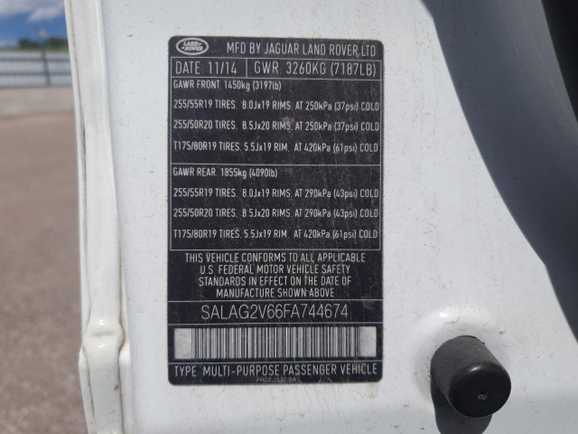 LAND ROVER
MFD BY JAGUAR LAND ROVER LTD
DATE 11/14 GWR 3260KG (7187LB)
GAWR FRONT 1450kg (3197lb)
255/55R19 TIRES. 8.0Jx19 RIMS. AT 250kPa (37psi) COLD
255/50R20 TIRES. 8.5Jx20 RIMS. AT 250kPa (37psi) COLD
T175/80R19 TIRES. 5.5Jx19 RIM. AT 420kPa (61psi) COLD
GAWR REAR. 1855kg (4090lb)
255/55R19 TIRES. 8.0Jx19 RIMS. AT 290kPa (43psi) COLD
255/50R20 TIRES. 8.5Jx20 RIMS. AT 290kPa (43psi) COLD
T175/80R19 TIRES. 5.5Jx19 RIM. AT 420kPa (61psi) COLD
THIS VEHICLE CONFORMS TO ALL APPLICABLE
U.S. FEDERAL MOTOR VEHICLE SAFETY
STANDARDS IN EFFECT ON THE DATE OF
MANUFACTURE SHOWN ABOVE.
SALAG2V66FA744674
TYPE MULTI-PURPOSE PASSENGER VEHICLE